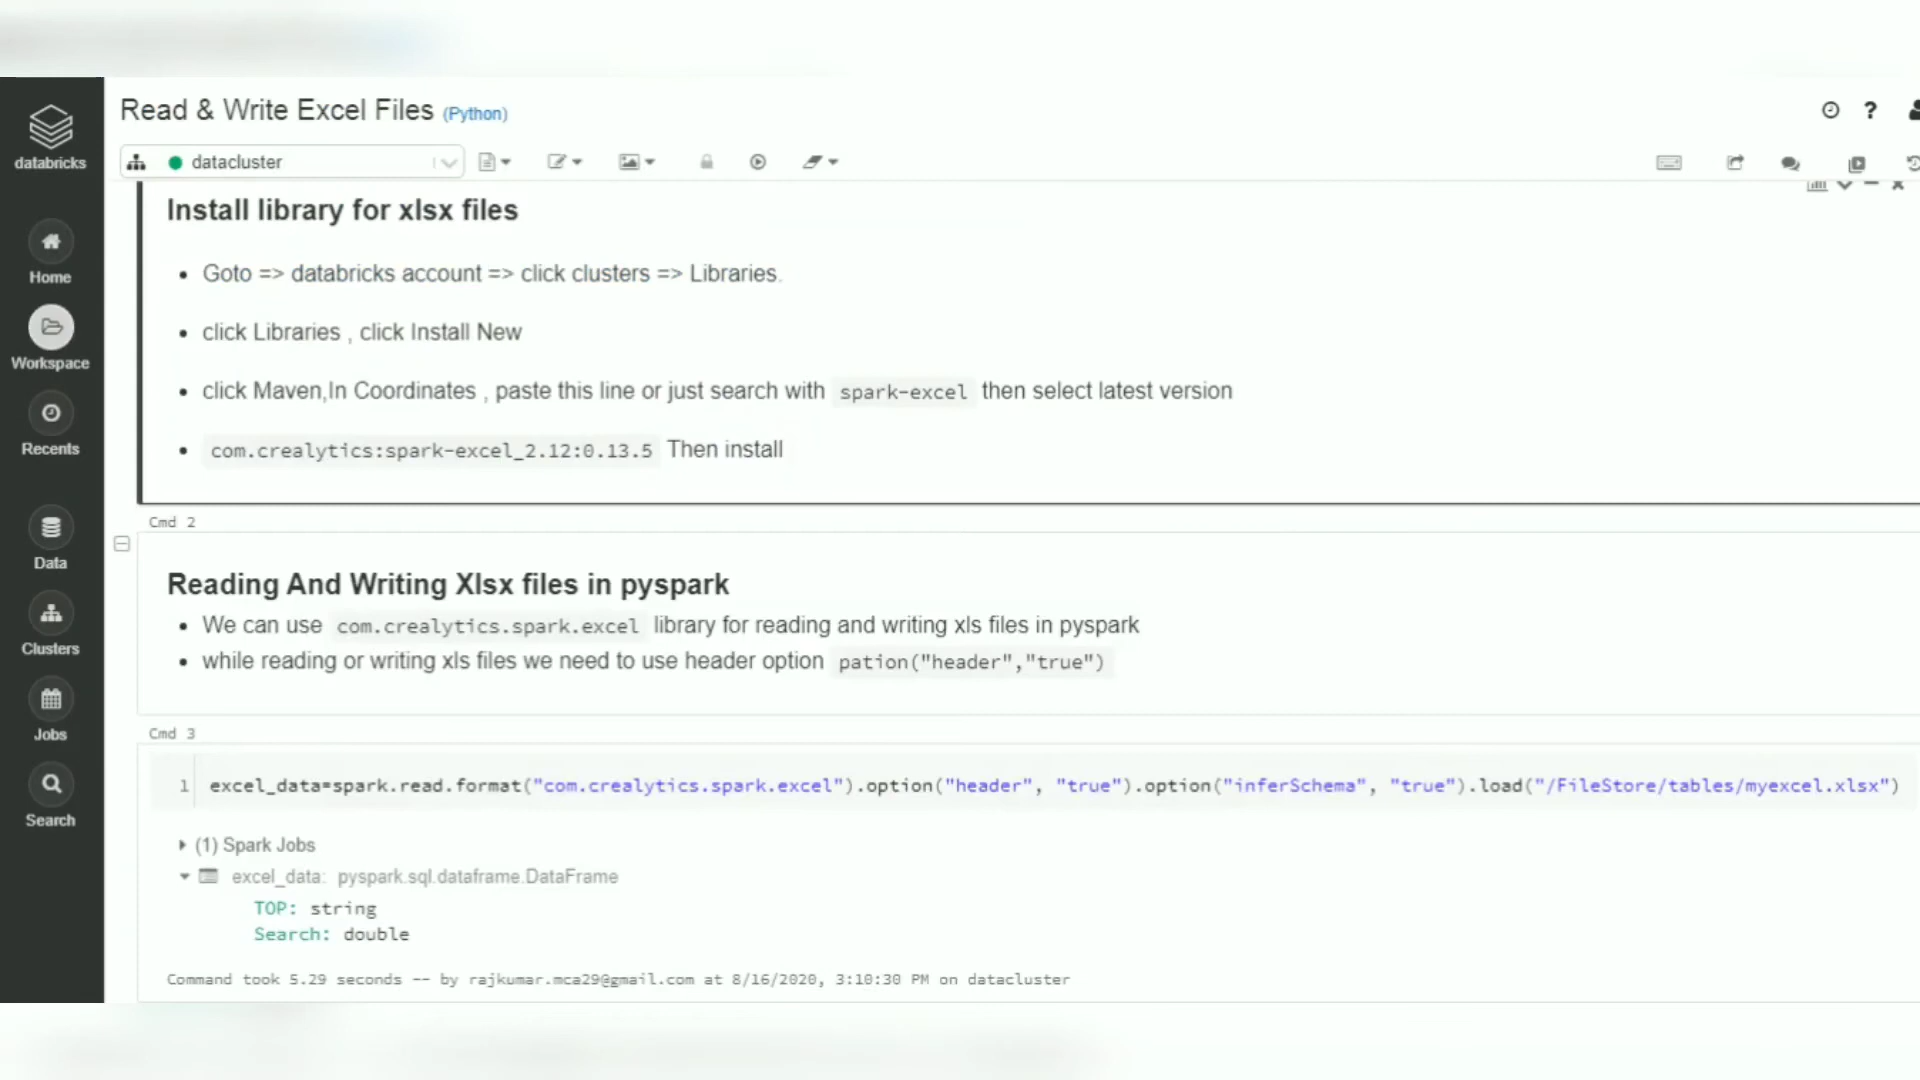 Read & Write Excel Files (Python)
databricks
datacluster
Install library for xlsx files
Goto => databricks account => click clusters => Libraries.
click Libraries , click Install New
click Maven,In Coordinates , paste this line or just search with spark-excel then select latest version
com.crealytics:spark-excel_2.12:0.13.5 Then install
Home
Workspace
Recents
Data
Clusters
Jobs
Search
Cmd 2
Reading And Writing Xlsx files in pyspark
We can use com.crealytics.spark.excel library for reading and writing xls files in pyspark
while reading or writing xls files we need to use header option pation("header","true")
Cmd 3
1 excel_data=spark.read.format("com.crealytics.spark.excel").option("header", "true").option("inferSchema", "true").load("/FileStore/tables/myexcel.xlsx")
(1) Spark Jobs
excel_data: pyspark.sql.dataframe.DataFrame
TOP: string
Search: double
Command took 5.29 seconds -- by rajkumar.mca29@gmail.com at 8/16/2020, 3:10:30 PM on datacluster